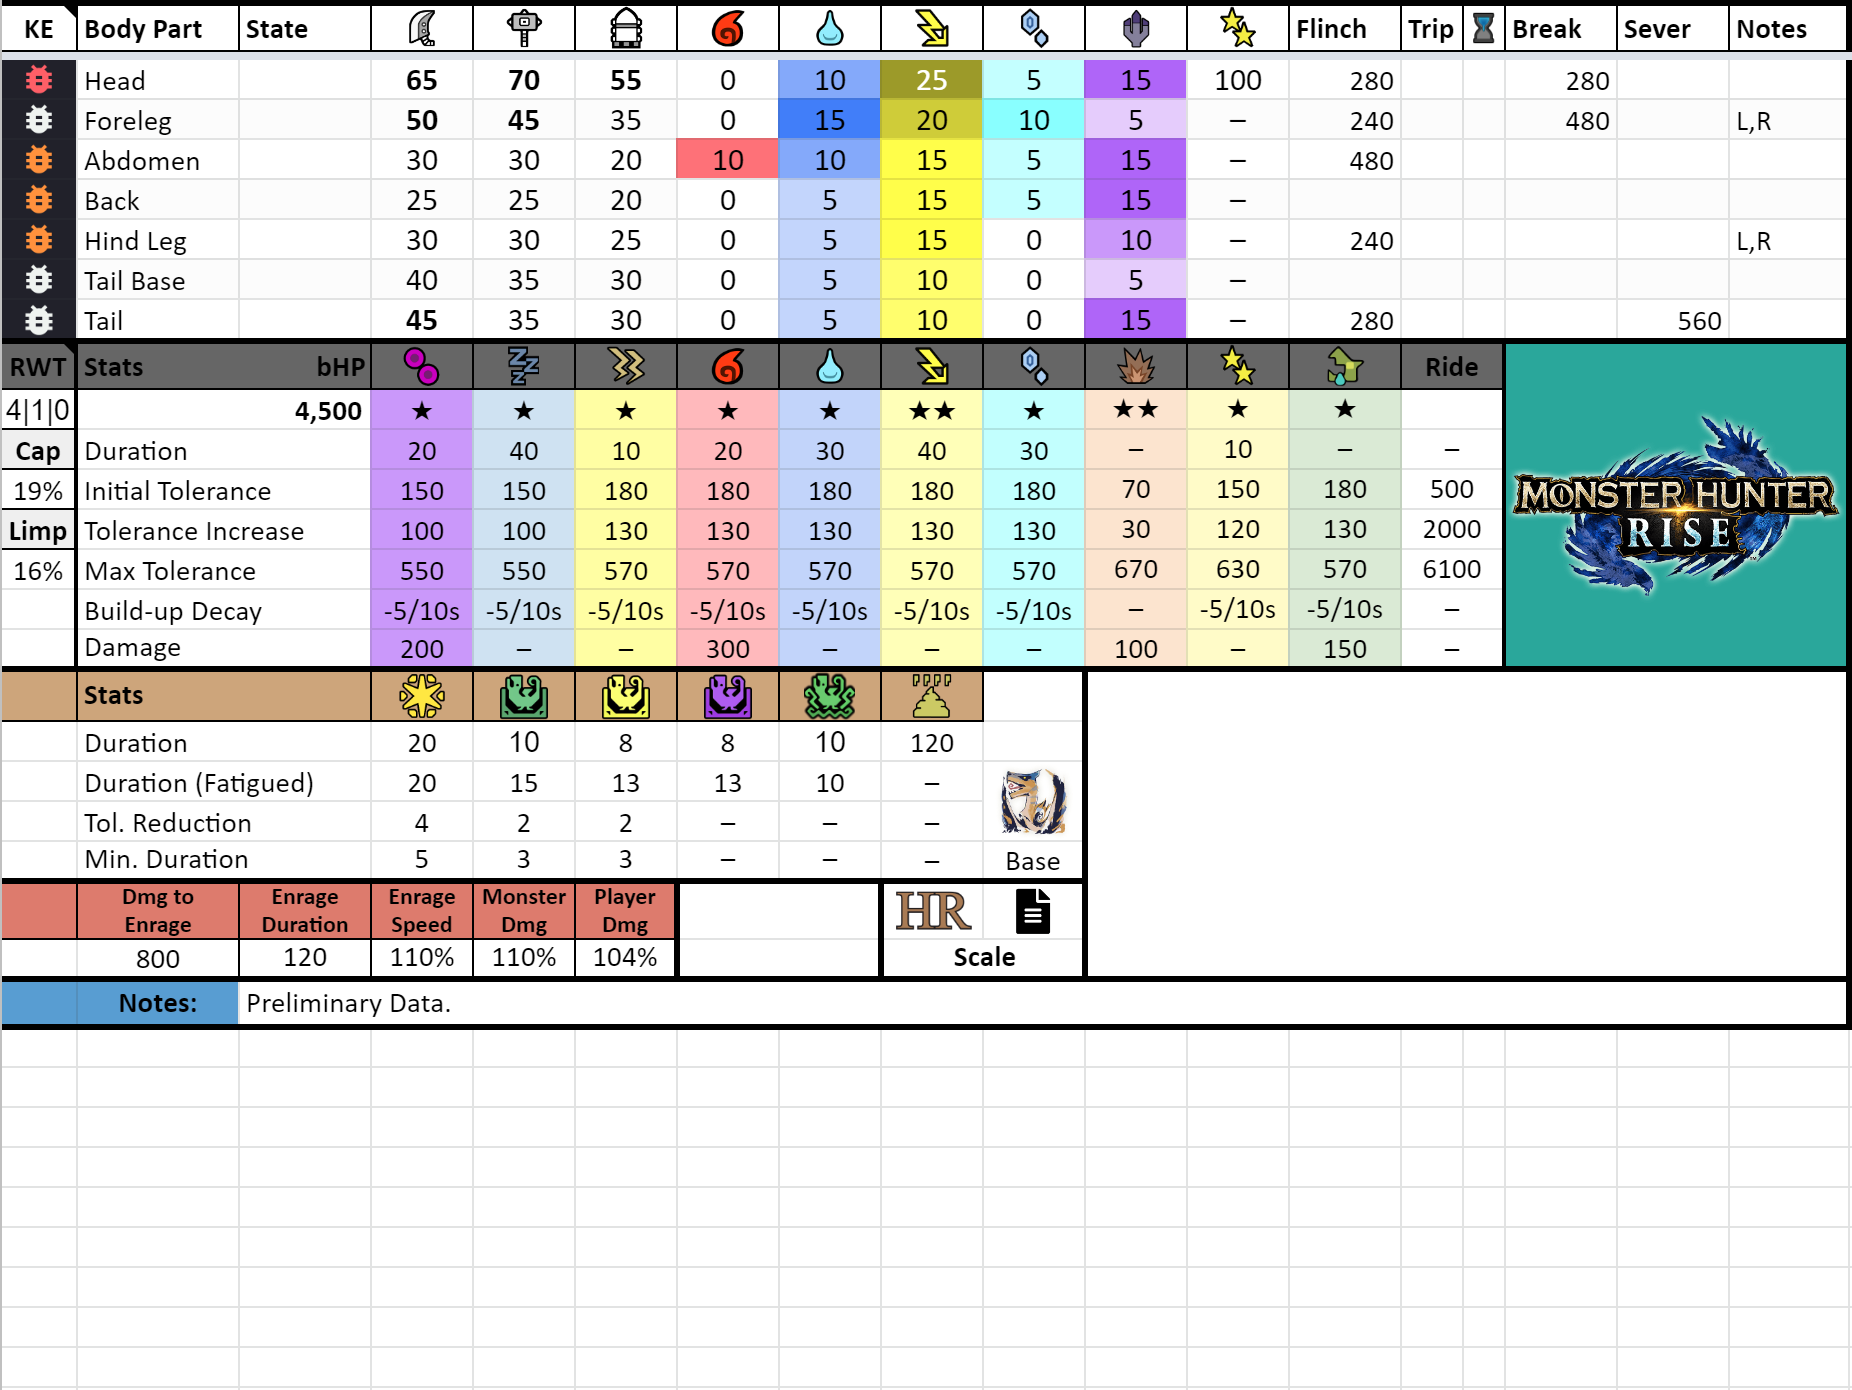 KE Body Part State Flinch Trip Break Sever Notes
Head 65 70 55 0 10 25 5 15 100 280 280
Foreleg 50 45 35 0 15 20 10 5 – 240 480 L,R
Abdomen 30 30 20 10 10 15 5 15 – 480
Back 25 25 20 0 5 15 5 15 –
Hind Leg 30 30 25 0 5 15 0 10 – 240 L,R
Tail Base 40 35 30 0 5 10 0 5 –
Tail 45 35 30 0 5 10 0 15 – 280 560
RWT Stats bHP Ride
4|1|0 4,500 ★ ★ ★ ★ ★ ★★ ★ ★★ ★ ★
Cap Duration 20 40 10 20 30 40 30 – 10 – –
19% Initial Tolerance 150 150 180 180 180 180 180 70 150 180 500
Limp Tolerance Increase 100 100 130 130 130 130 130 30 120 130 2000
16% Max Tolerance 550 550 570 570 570 570 570 670 630 570 6100
Build-up Decay -5/10s -5/10s -5/10s -5/10s -5/10s -5/10s -5/10s – -5/10s -5/10s –
Damage 200 – – 300 – – – 100 – 150 –
MONSTER HUNTER
RISE
Stats
Duration 20 10 8 8 10 120
Duration (Fatigued) 20 15 13 13 10 –
Tol. Reduction 4 2 2 – – –
Min. Duration 5 3 3 – – – Base
Dmg to Enrage Enrage Monster Player
Enrage Duration Speed Dmg Dmg
HR
800 120 110% 110% 104% Scale
Notes: Preliminary Data.